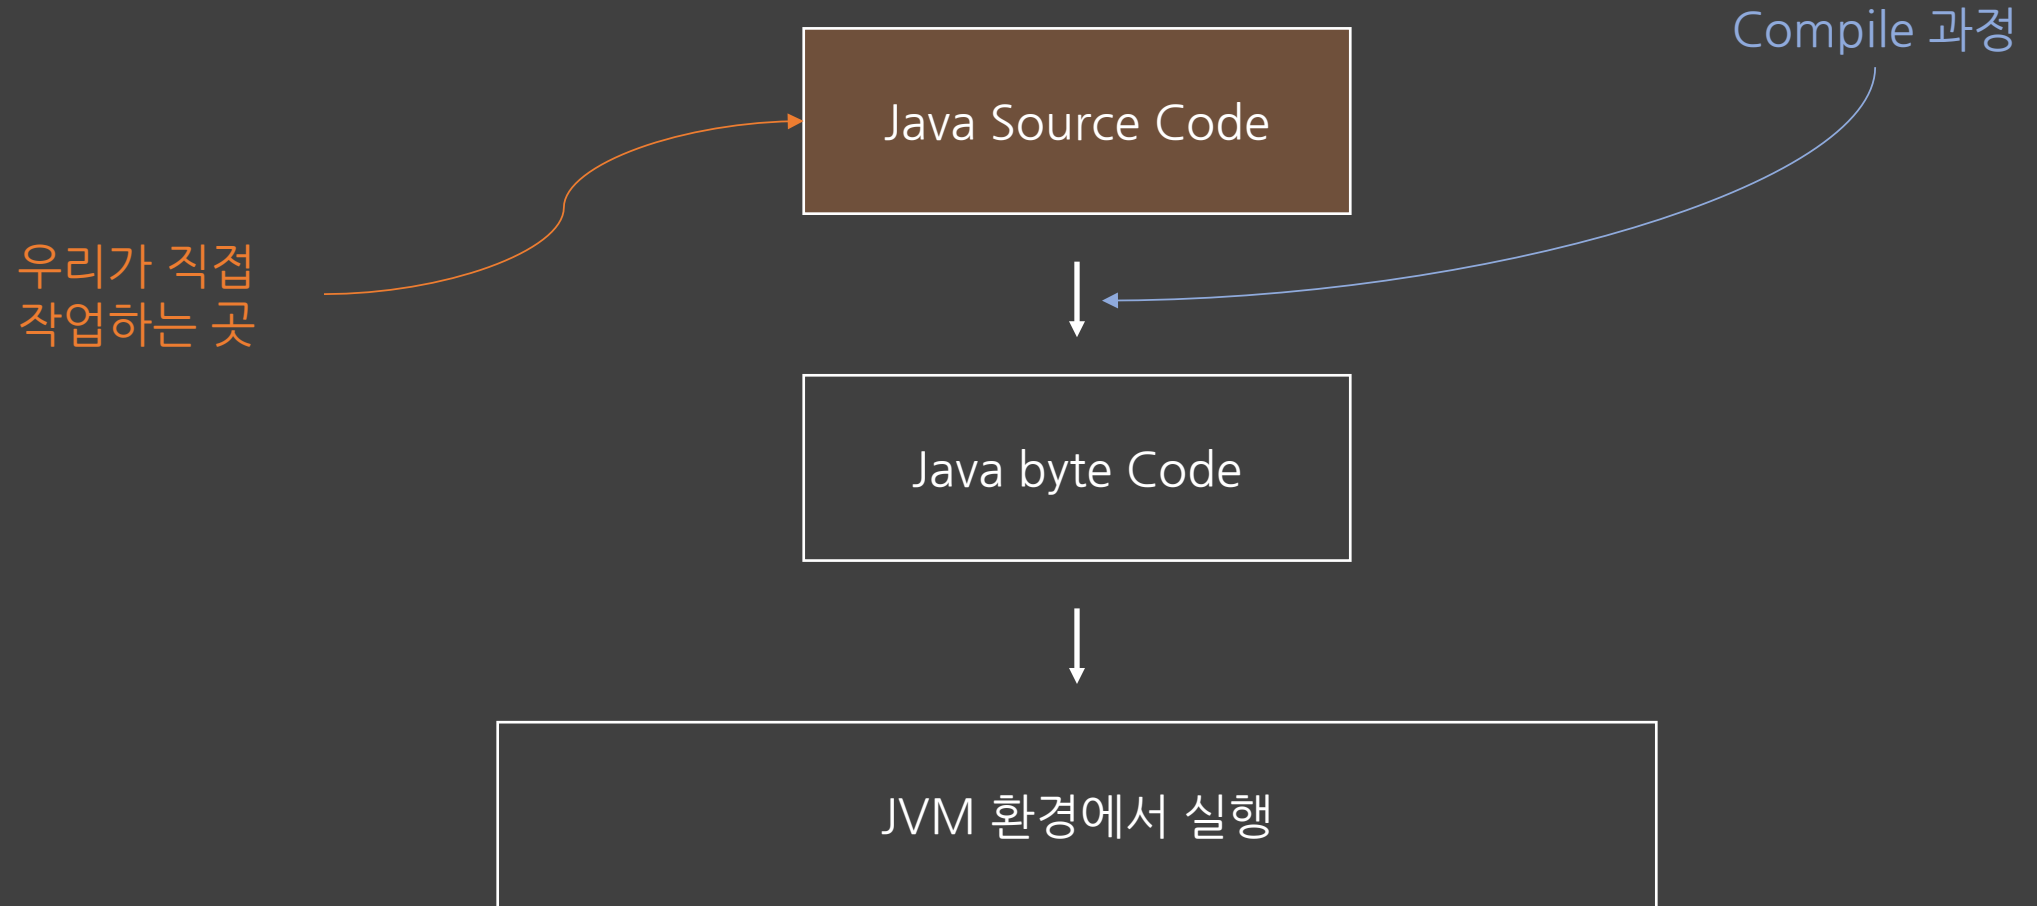 Compile 과정
Java Source Code
우리가 직접
작업하는 곳
Java byte Code
JVM 환경에서 실행